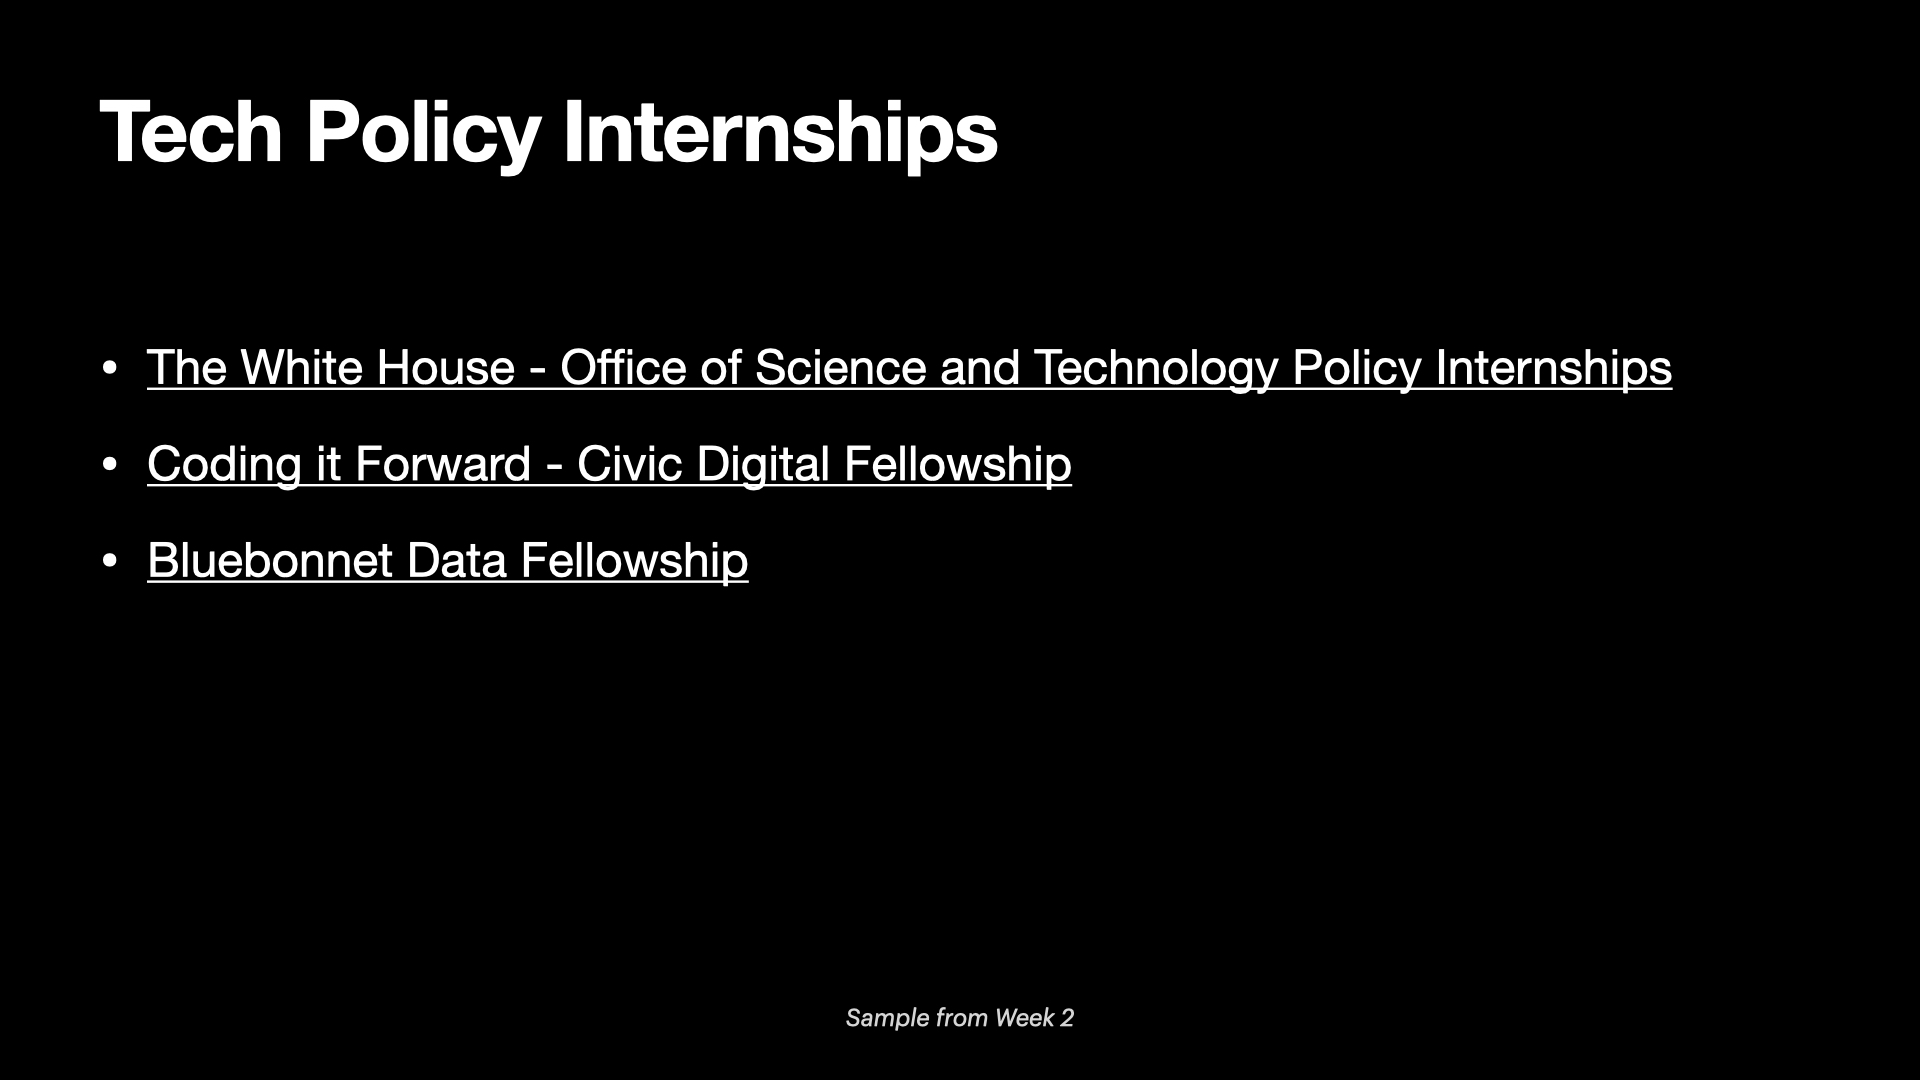 Tech Policy Internships
• The White House - Office of Science and Technology Policy Internships
• Coding it Forward - Civic Digital Fellowship
• Bluebonnet Data Fellowship
Sample from Week 2